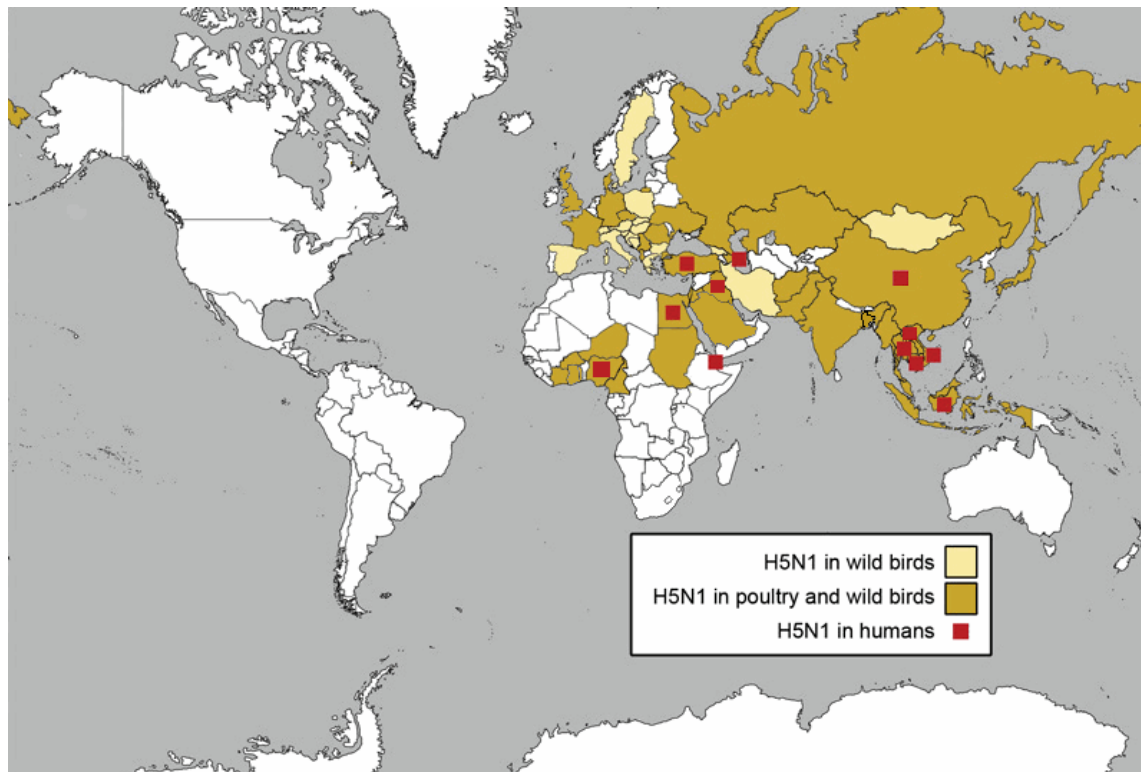 H5N1 in wild birds
H5N1 in poultry and wild birds
H5N1 in humans